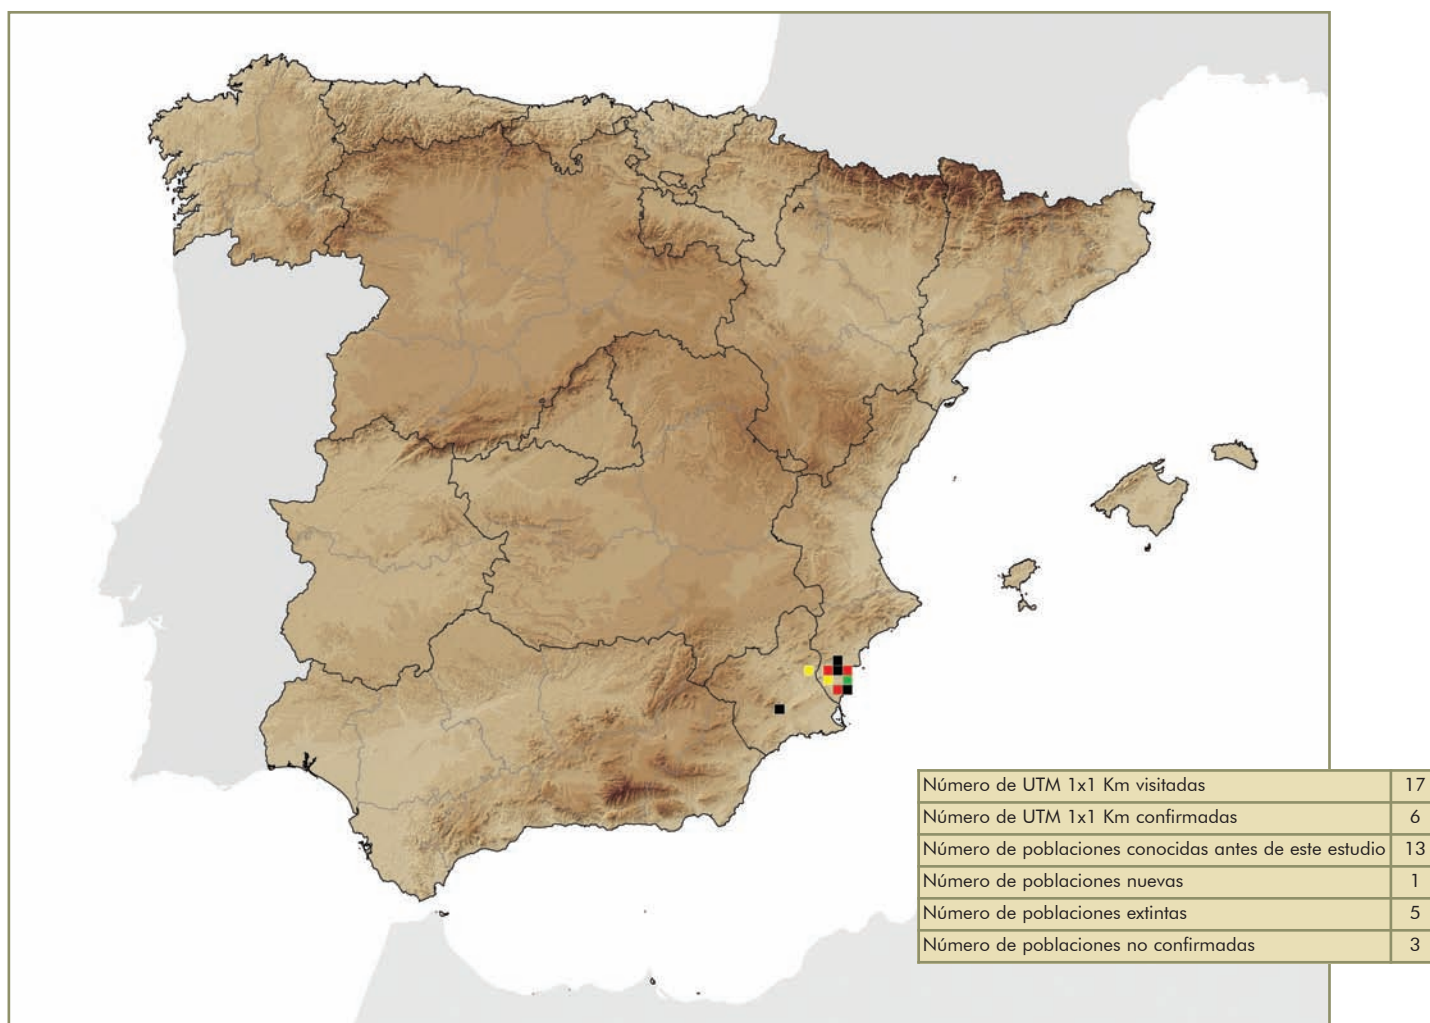 Número de UTM 1x1 Km visitadas 17
Número de UTM 1x1 Km confirmadas 6
Número de poblaciones conocidas antes de este estudio 13
Número de poblaciones nuevas 1
Número de poblaciones extintas 5
Número de poblaciones no confirmadas 3